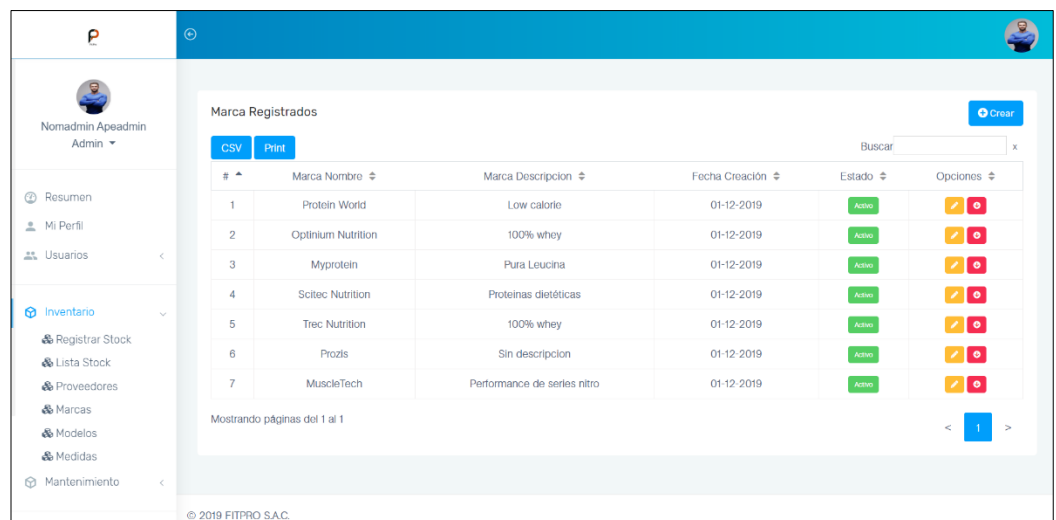 Nomadmin Apeadmin
Admin
Resumen
Mi Perfil
Usuarios
Inventario
Registrar Stock
Lista Stock
Proveedores
Marcas
Modelos
Medidas
Mantenimiento
Marca Registrados
Crear
CSV Print
Buscar x
# Marca Nombre Marca Descripcion Fecha Creación Estado Opciones
1 Protein World Low calorie 01-12-2019 Activo
2 Optinium Nutrition 100% whey 01-12-2019 Activo
3 Myprotein Pura Leucina 01-12-2019 Activo
4 Scitec Nutrition Proteinas dietéticas 01-12-2019 Activo
5 Trec Nutrition 100% whey 01-12-2019 Activo
6 Prozis Sin descripcion 01-12-2019 Activo
7 MuscleTech Performance de series nitro 01-12-2019 Activo
Mostrando páginas del 1 al 1
< 1 >
© 2019 FITPRO S.A.C.